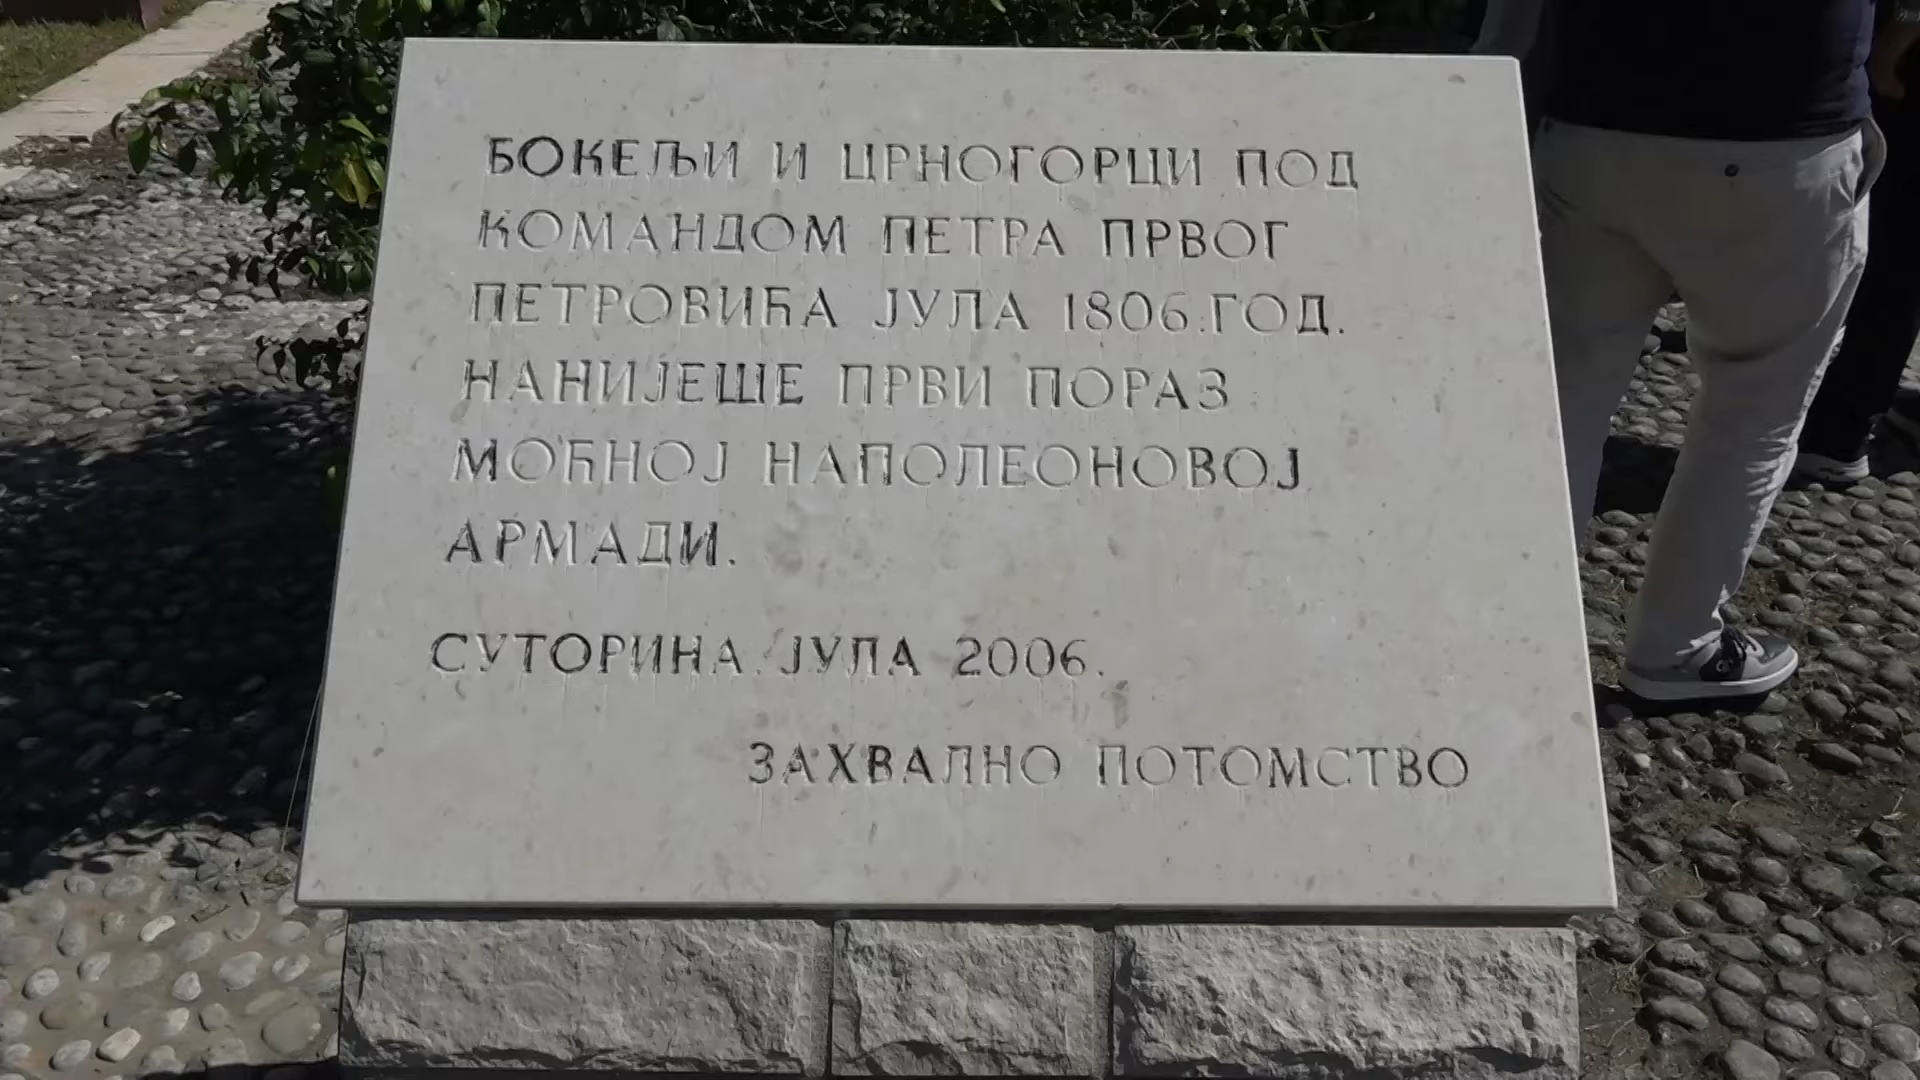 БОКЕЉИ И ЦРНОГОРЦИ ПОД
КОМАНДОМ ПЕТРА ПРВОГ
ПЕТРОВИЋА ЈУЛА 1806.ГОД.
НАНИЈЕШЕ ПРВИ ПОРАЗ
МОЋНОЈ НАПОЛЕОНОВОЈ
АРМАДИ.
СУТОРИНА. ЈУЛА 2006.
ЗАХВАЛНО ПОТОМСТВО